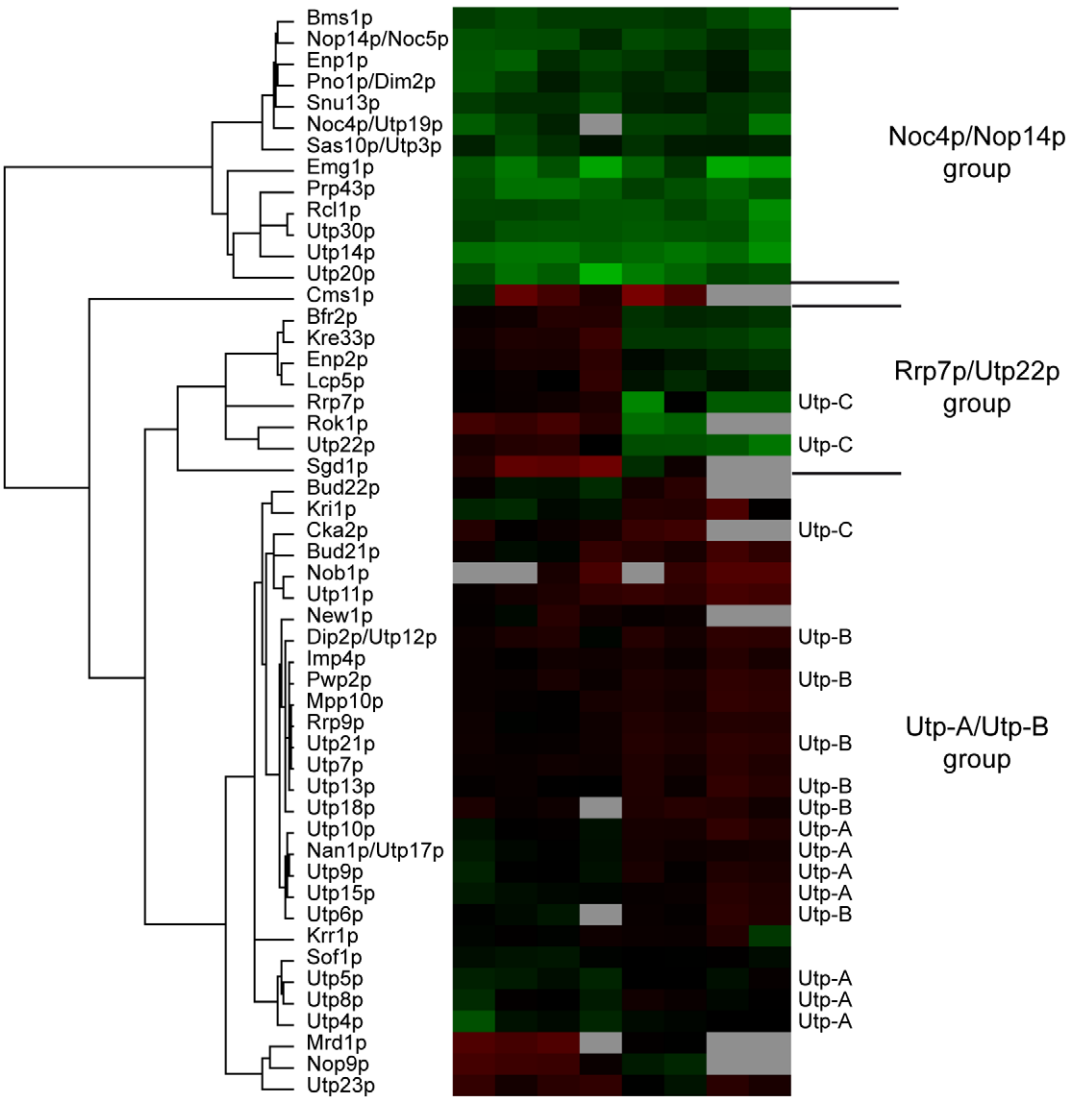 Bms1p
Nop14p/Noc5p
Enp1p
Pno1p/Dim2p
Snu13p
Noc4p/Utp19p
Sas10p/Utp3p
Emg1p
Prp43p
Rcl1p
Utp30p
Utp14p
Utp20p
Cms1p
Bfr2p
Kre33p
Enp2p
Lcp5p
Rrp7p
Rok1p
Utp22p
Sgd1p
Bud22p
Kri1p
Cka2p
Bud21p
Nob1p
Utp11p
New1p
Dip2p/Utp12p
Imp4p
Pwp2p
Mpp10p
Rrp9p
Utp21p
Utp7p
Utp13p
Utp18p
Utp10p
Nan1p/Utp17p
Utp9p
Utp15p
Utp6p
Krr1p
Sof1p
Utp5p
Utp8p
Utp4p
Mrd1p
Nop9p
Utp23p
Utp-C
Utp-C
Utp-C
Utp-B
Utp-B
Utp-B
Utp-B
Utp-B
Utp-A
Utp-A
Utp-A
Utp-A
Utp-B
Utp-A
Utp-A
Utp-A
Noc4p/Nop14p
group
Rrp7p/Utp22p
group
Utp-A/Utp-B
group